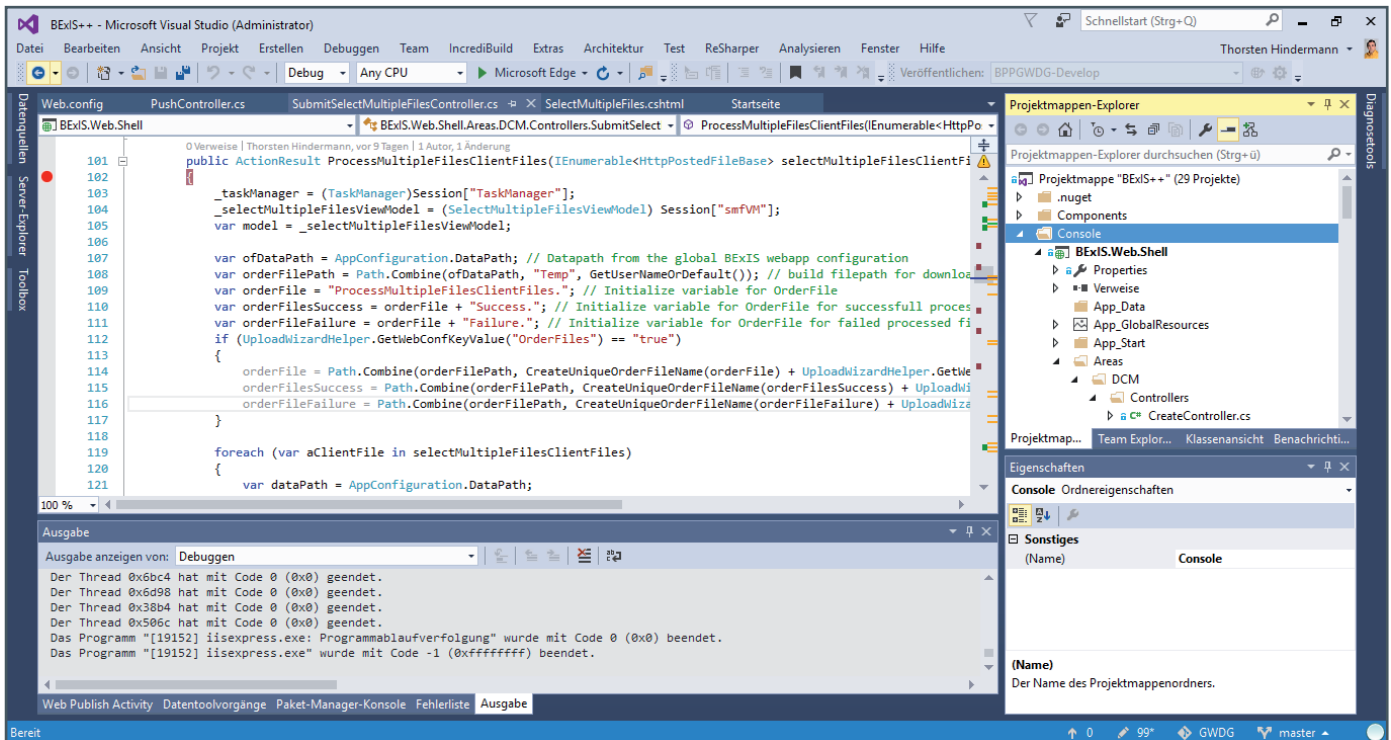 BExIS++ - Microsoft Visual Studio (Administrator)
Schnellstart (Strg+Q)
Datei Bearbeiten Ansicht Projekt Erstellen Debuggen Team IncrediBuild Extras Architektur Test ReSharper Analysieren Fenster Hilfe
Thorsten Hindermann
Debug Any CPU Microsoft Edge Veröffentlichen: BPPGWDG-Develop
Datenquellen
Server-Explorer
Toolbox
Web.config PushController.cs SubmitSelectMultipleFilesController.cs SelectMultipleFiles.cshtml Startseite
BExIS.Web.Shell BExIS.Web.Shell.Areas.DCM.Controllers.SubmitSelect ProcessMultipleFilesClientFiles(IEnumerable<HttpPo
0 Verweise | Thorsten Hindermann, vor 9 Tagen | 1 Autor, 1 Änderung
101 public ActionResult ProcessMultipleFilesClientFiles(IEnumerable<HttpPostedFileBase> selectMultipleFilesClientFi
102 {
103 _taskManager = (TaskManager)Session["TaskManager"];
104 _selectMultipleFilesViewModel = (SelectMultipleFilesViewModel) Session["smfVM"];
105 var model = _selectMultipleFilesViewModel;
106
107 var ofDataPath = AppConfiguration.DataPath; // Datapath from the global BExIS webapp configuration
108 var orderFilePath = Path.Combine(ofDataPath, "Temp", GetUserNameOrDefault()); // build filepath for downloa
109 var orderFile = "ProcessMultipleFilesClientFiles."; // Initialize variable for OrderFile
110 var orderFilesSuccess = orderFile + "Success."; // Initialize variable for OrderFile for successfull proces
111 var orderFileFailure = orderFile + "Failure."; // Initialize variable for OrderFile for failed processed fi
112 if (UploadWizardHelper.GetWebConfKeyValue("OrderFiles") == "true")
113 {
114 orderFile = Path.Combine(orderFilePath, CreateUniqueOrderFileName(orderFile) + UploadWizardHelper.GetWe
115 orderFilesSuccess = Path.Combine(orderFilePath, CreateUniqueOrderFileName(orderFilesSuccess) + UploadWi
116 orderFileFailure = Path.Combine(orderFilePath, CreateUniqueOrderFileName(orderFileFailure) + UploadWiza
117 }
118
119 foreach (var aClientFile in selectMultipleFilesClientFiles)
120 {
121 var dataPath = AppConfiguration.DataPath;
100 %
Ausgabe
Ausgabe anzeigen von: Debuggen
Der Thread 0x6bc4 hat mit Code 0 (0x0) geendet.
Der Thread 0x6d98 hat mit Code 0 (0x0) geendet.
Der Thread 0x38b4 hat mit Code 0 (0x0) geendet.
Der Thread 0x506c hat mit Code 0 (0x0) geendet.
Das Programm "[19152] iisexpress.exe: Programmablaufverfolgung" wurde mit Code 0 (0x0) beendet.
Das Programm "[19152] iisexpress.exe" wurde mit Code -1 (0xffffffff) beendet.
Web Publish Activity Datentoolvorgänge Paket-Manager-Konsole Fehlerliste Ausgabe
Projektmappen-Explorer
Projektmappen-Explorer durchsuchen (Strg+ü)
Projektmappe "BExIS++" (29 Projekte)
.nuget
Components
Console
BExIS.Web.Shell
Properties
Verweise
App_Data
App_GlobalResources
App_Start
Areas
DCM
Controllers
C# CreateController.cs
Projektmap... Team Explor... Klassenansicht Benachrichti...
Eigenschaften
Console Ordnereigenschaften
Sonstiges
(Name) Console
(Name)
Der Name des Projektmappenordners.
Diagnosetools
Bereit
0 99* GWDG master